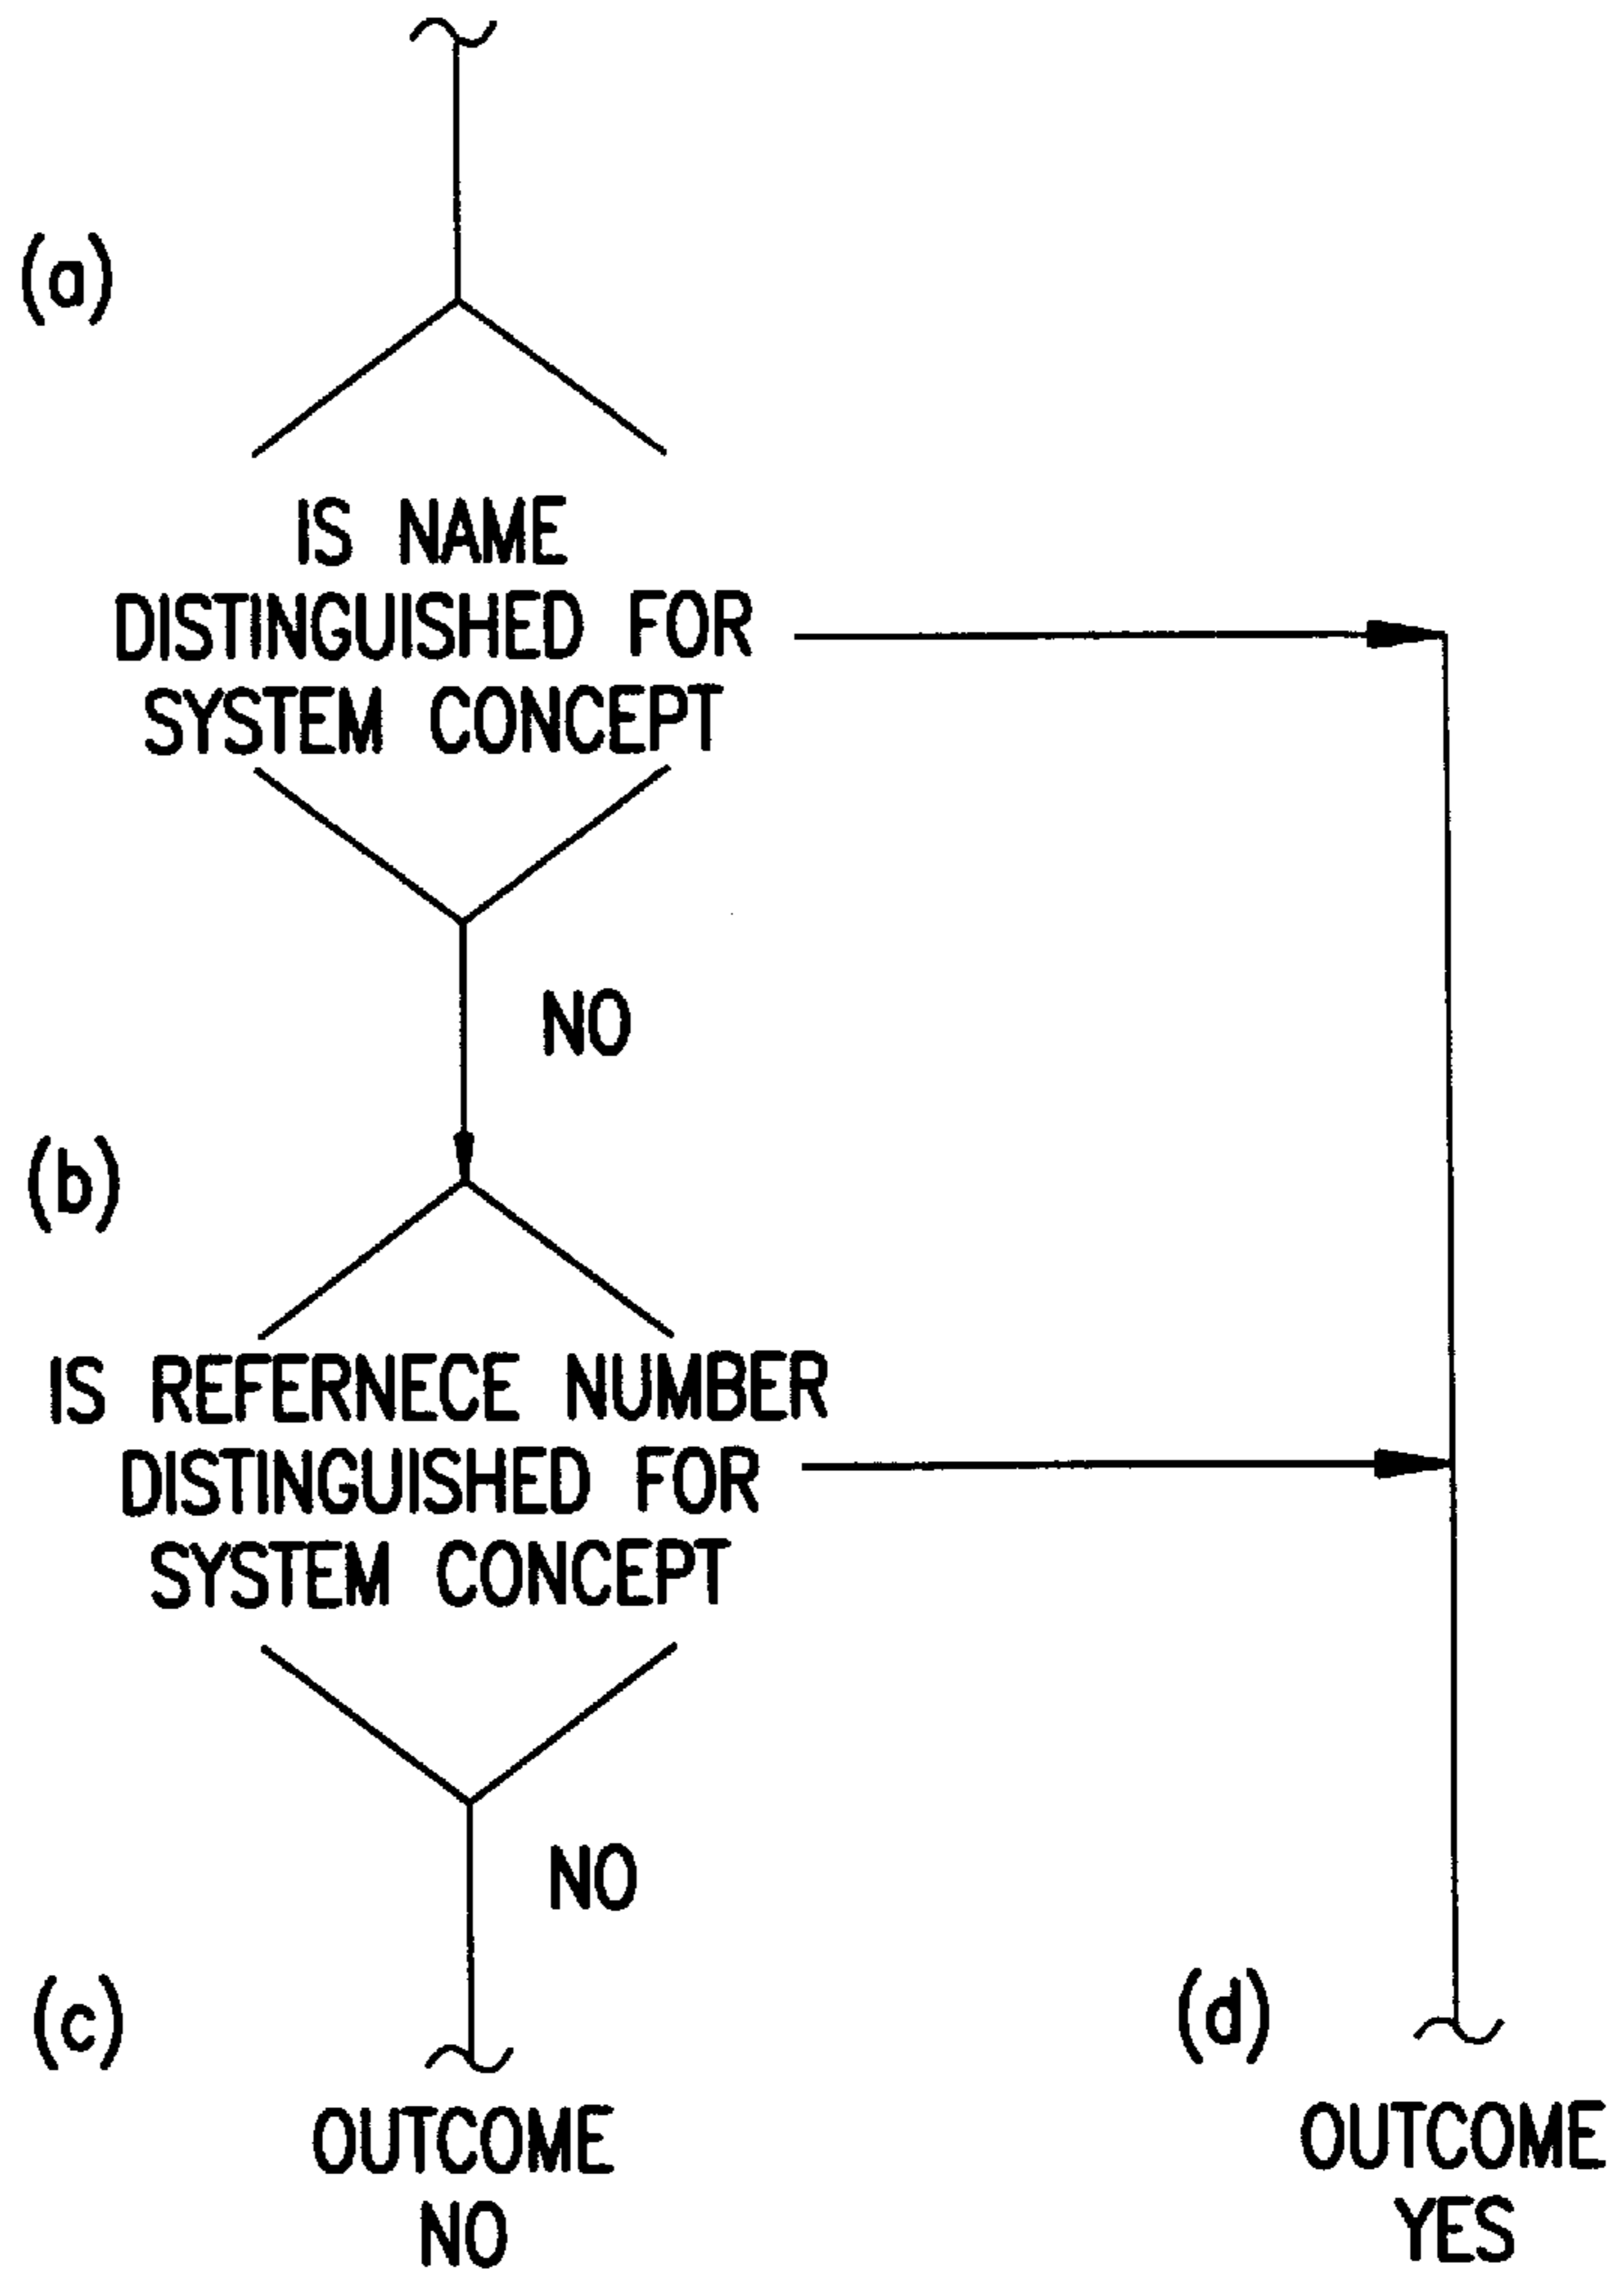 (a)
IS NAME
DISTINGUISHED FOR
SYSTEM CONCEPT
NO
(b)
IS REFERNECE NUMBER
DISTINGUISHED FOR
SYSTEM CONCEPT
NO
(c)
OUTCOME
NO
(d)
OUTCOME
YES